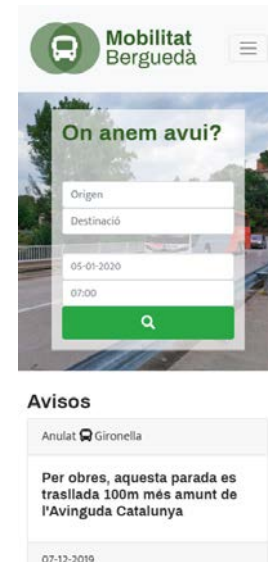 Mobilitat
Berguedà
On anem avui?
Origen
Destinació
05-01-2020
07:00
Avisos
Anulat Gironella
Per obres, aquesta parada es
trasllada 100m més amunt de
l'Avinguda Catalunya
07-12-2019